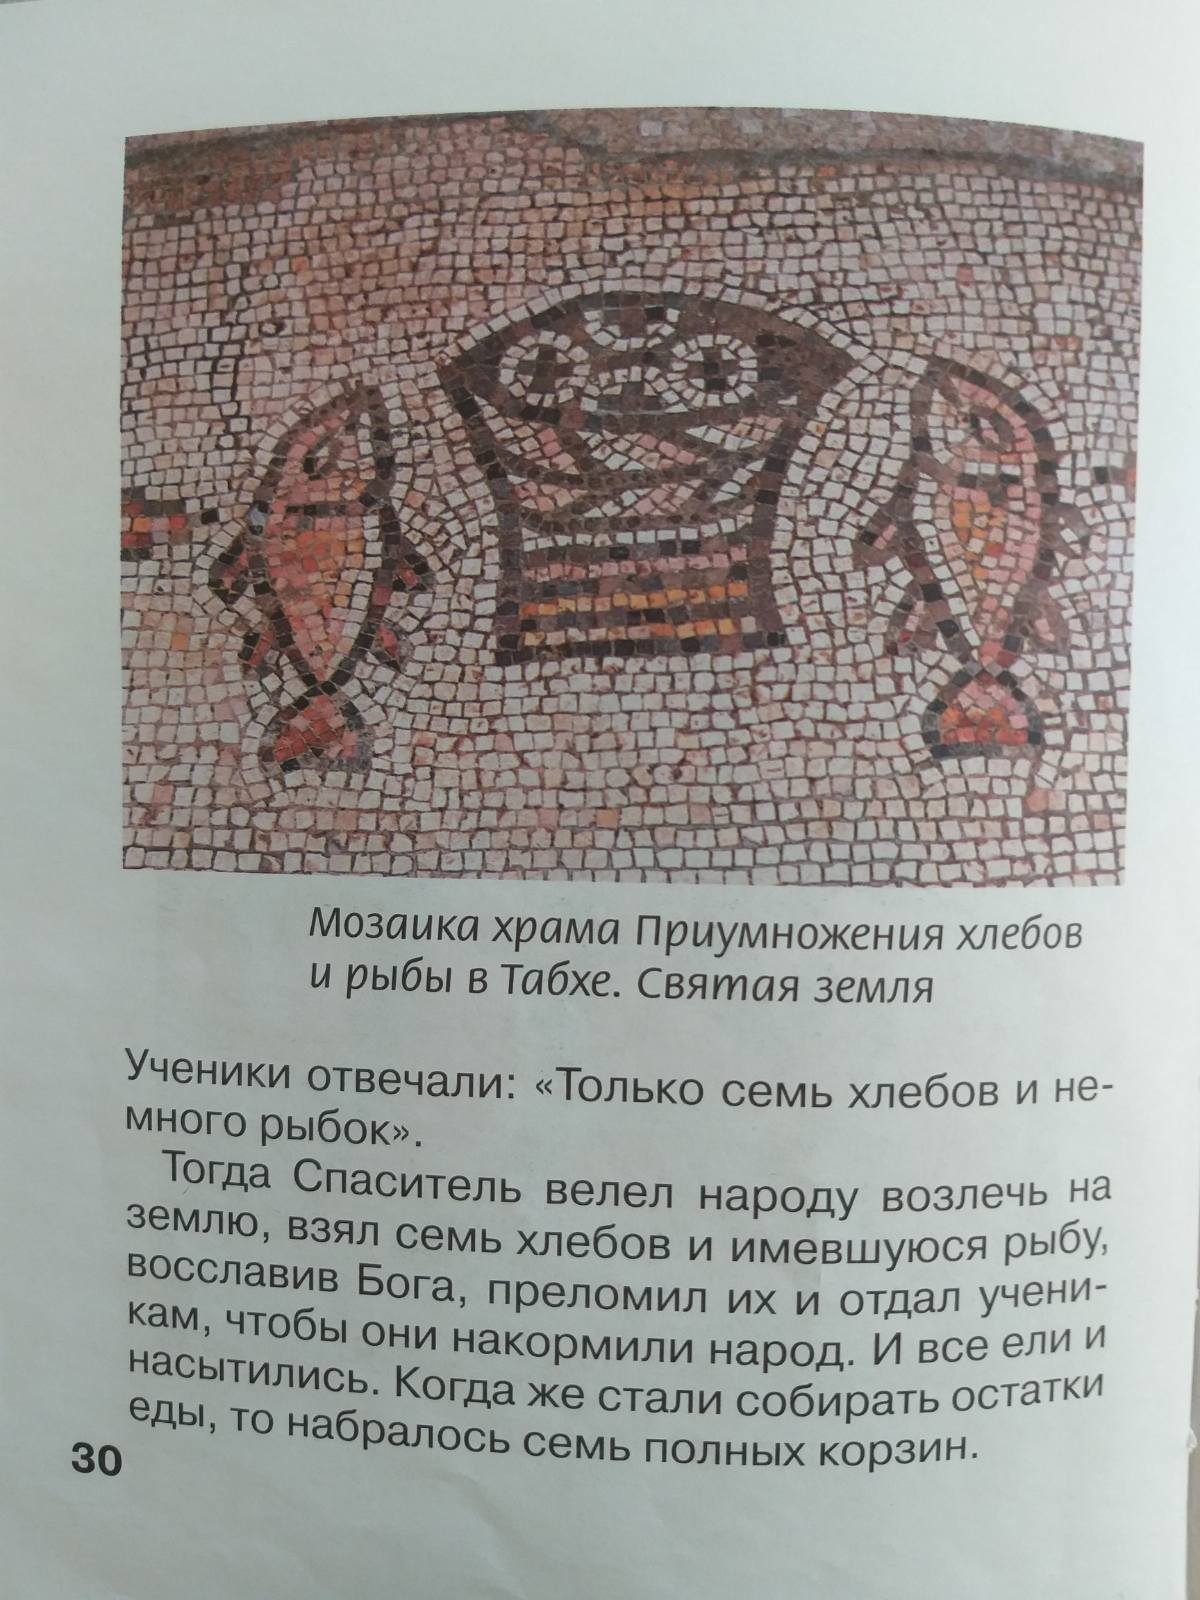 Мозаика храма Приумножения хлебов
и рыбы в Табхе. Святая земля
Ученики отвечали: «Только семь хлебов и не-
много рыбок».
Тогда Спаситель велел народу возлечь на
землю, взял семь хлебов и имевшуюся рыбу,
восславив Бога, преломил их и отдал учени-
кам, чтобы они накормили народ. И все ели и
насытились. Когда же стали собирать остатки
еды, то набралось семь полных корзин.
30